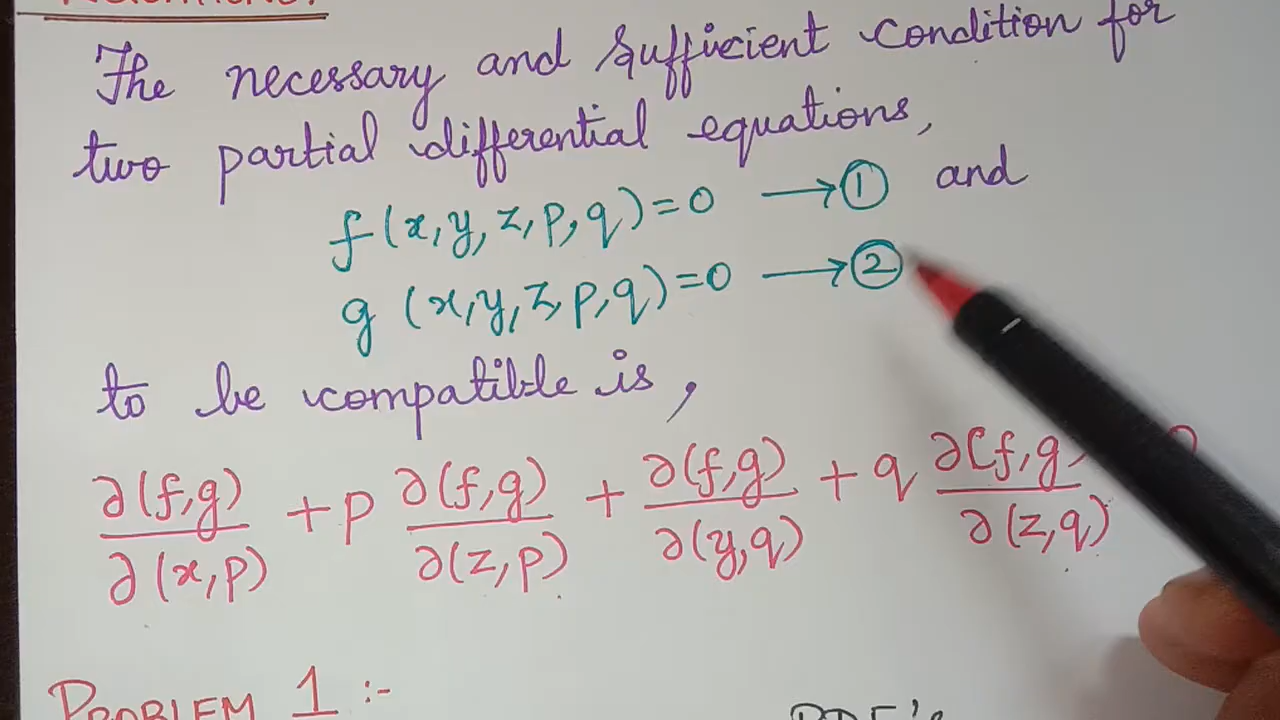 The necessary and sufficient condition for
two partial differential equations,
f(x,y,z,p,q)=0 → ① and
g(x,y,z,p,q)=0 → ②
to be compatible is,
∂(f,g)/∂(x,p) + p ∂(f,g)/∂(z,p) + ∂(f,g)/∂(y,q) + q ∂(f,g)/∂(z,q)
PROBLEM 1 :-
PDE's